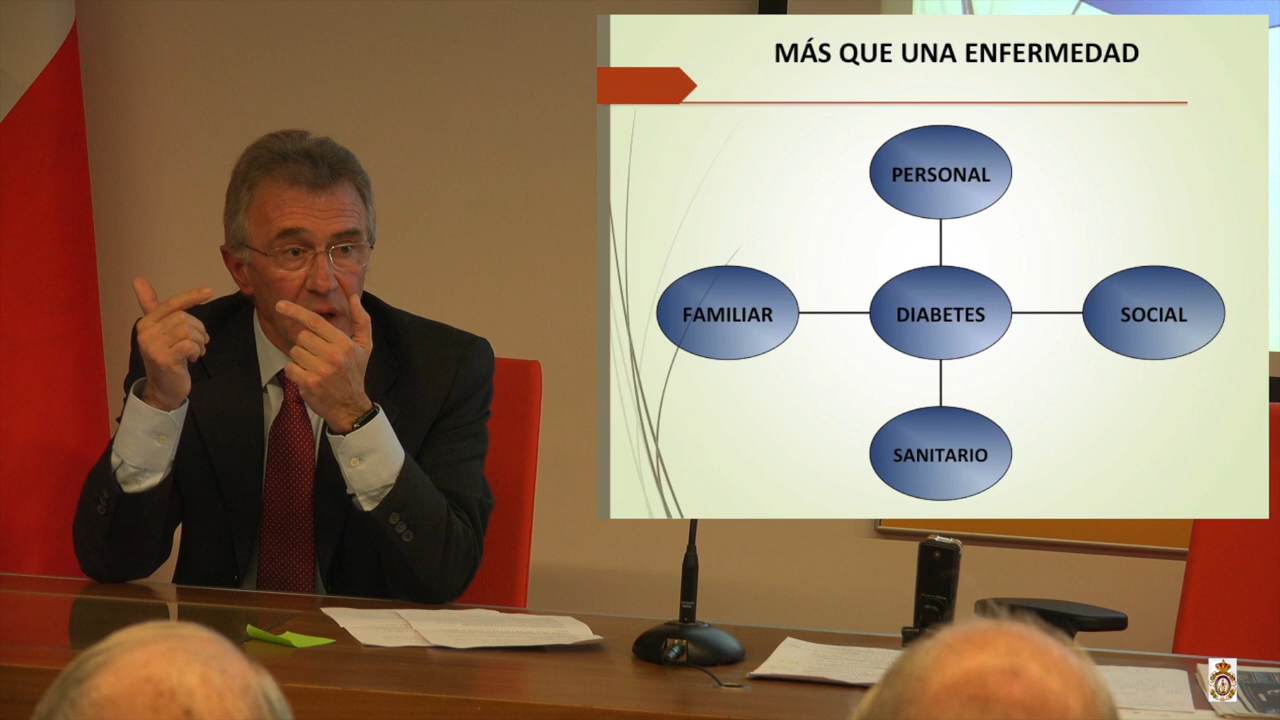 MÁS QUE UNA ENFERMEDAD
PERSONAL
FAMILIAR
DIABETES
SOCIAL
SANITARIO